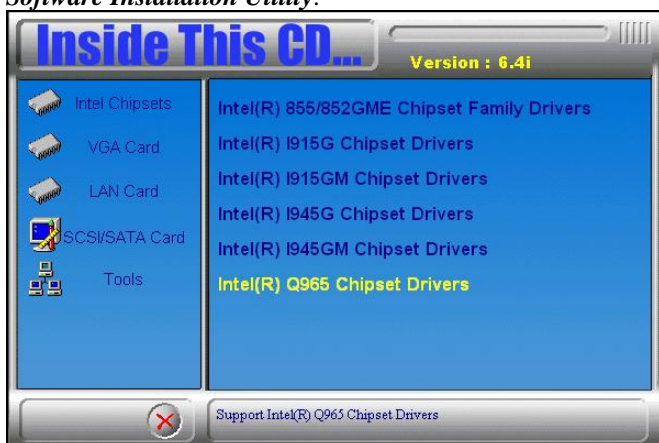 Software Installation Utility.
Inside This CD...
Version : 6.4i
Intel Chipsets
VGA Card
LAN Card
SCSI/SATA Card
Tools
Intel(R) 855/852GME Chipset Family Drivers
Intel(R) I915G Chipset Drivers
Intel(R) I915GM Chipset Drivers
Intel(R) I945G Chipset Drivers
Intel(R) I945GM Chipset Drivers
Intel(R) Q965 Chipset Drivers
Support Intel(R) Q965 Chipset Drivers